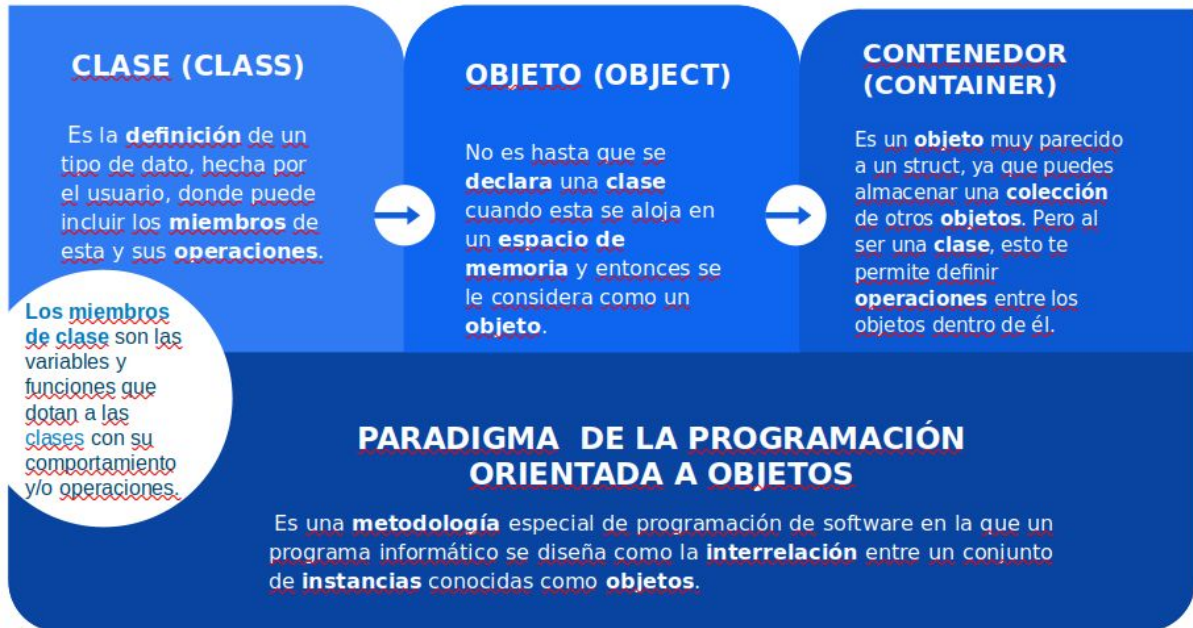 CLASE (CLASS)
Es la definición de un
tipo de dato, hecha por
el usuario, donde puede
incluir los miembros de
esta y sus operaciones.
Los miembros
de clase son las
variables y
funciones que
dotan a las
clases con su
comportamiento
y/o operaciones.
OBJETO (OBJECT)
No es hasta que se
declara una clase
cuando esta se aloja en
un espacio de
memoria y entonces se
le considera como un
objeto.
CONTENEDOR
(CONTAINER)
Es un objeto muy parecido
a un struct, ya que puedes
almacenar una colección
de otros objetos. Pero al
ser una clase, esto te
permite definir
operaciones entre los
objetos dentro de él.
PARADIGMA DE LA PROGRAMACIÓN
ORIENTADA A OBJETOS
Es una metodología especial de programación de software en la que un
programa informático se diseña como la interrelación entre un conjunto
de instancias conocidas como objetos.